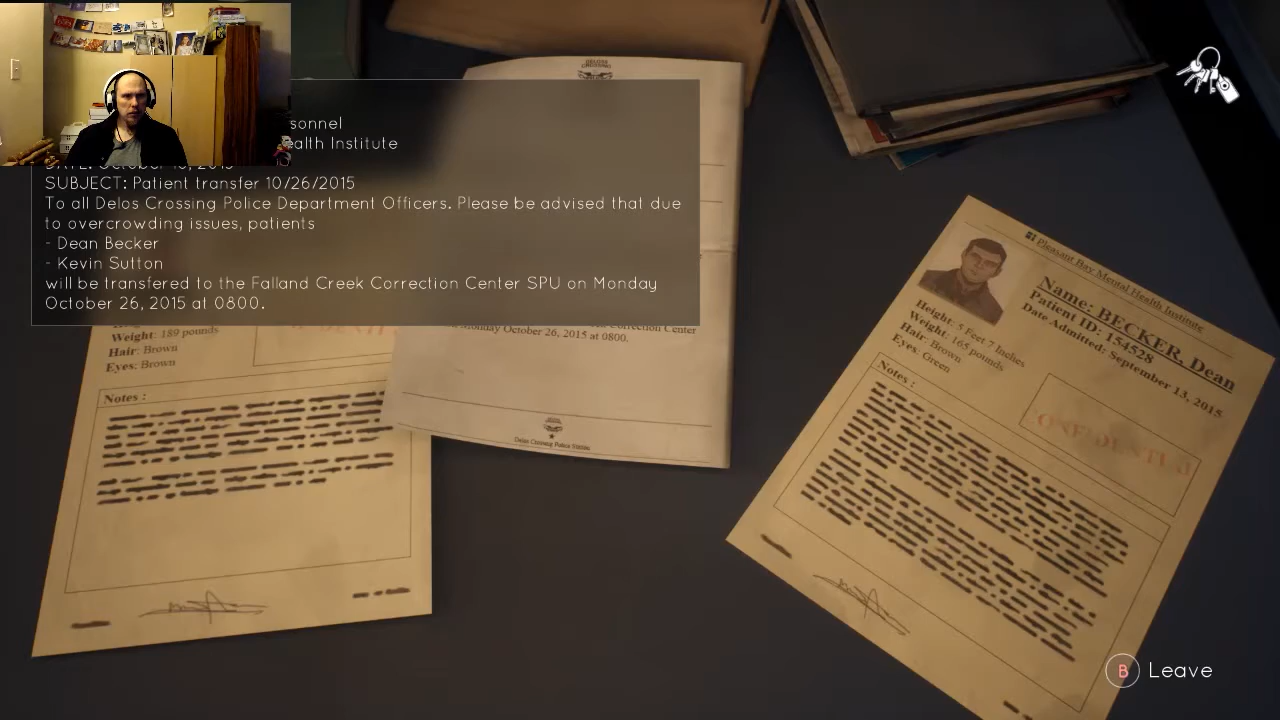 sonnel
ealth Institute
SUBJECT: Patient transfer 10/26/2015
To all Delos Crossing Police Department Officers. Please be advised that due
to overcrowding issues, patients
- Dean Becker
- Kevin Sutton
will be transfered to the Falland Creek Correction Center SPU on Monday
October 26, 2015 at 0800.
Correction Center
Monday October 26, 2015 at 0800.
Delos Crossing Police Station
Weight: 189 pounds
Hair: Brown
Eyes: Brown
Notes :
Pleasant Bay Mental Health Institute
Name: BECKER, Dean
Patient ID: 154528
Date Admitted: September 13, 2015
Height: 5 Feet 7 Inches
Weight: 165 pounds
Hair: Brown
Eyes: Green
CONFIDENTIAL
Notes :
B Leave